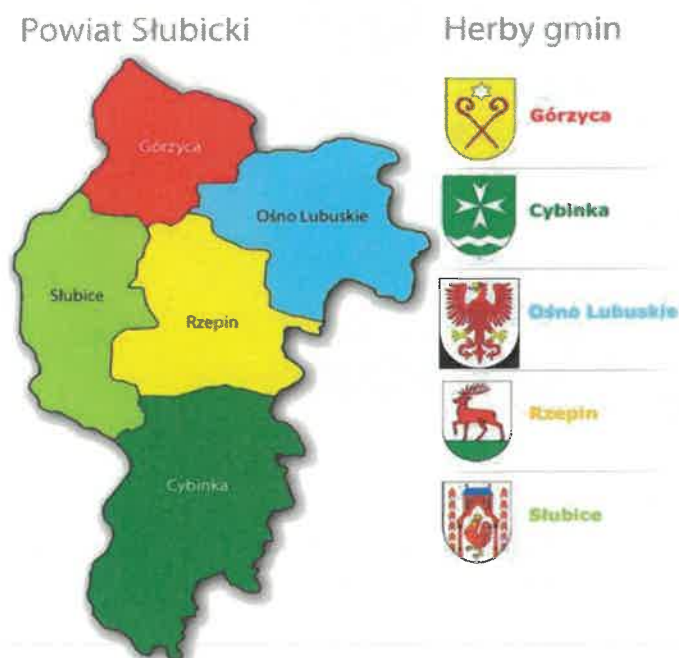 Powiat Słubicki
Herby gmin
Górzyca
Ośno Lubuskie
Słubice
Rzepin
Cybinka
Górzyca
Cybinka
Ośno Lubuskie
Rzepin
Słubice